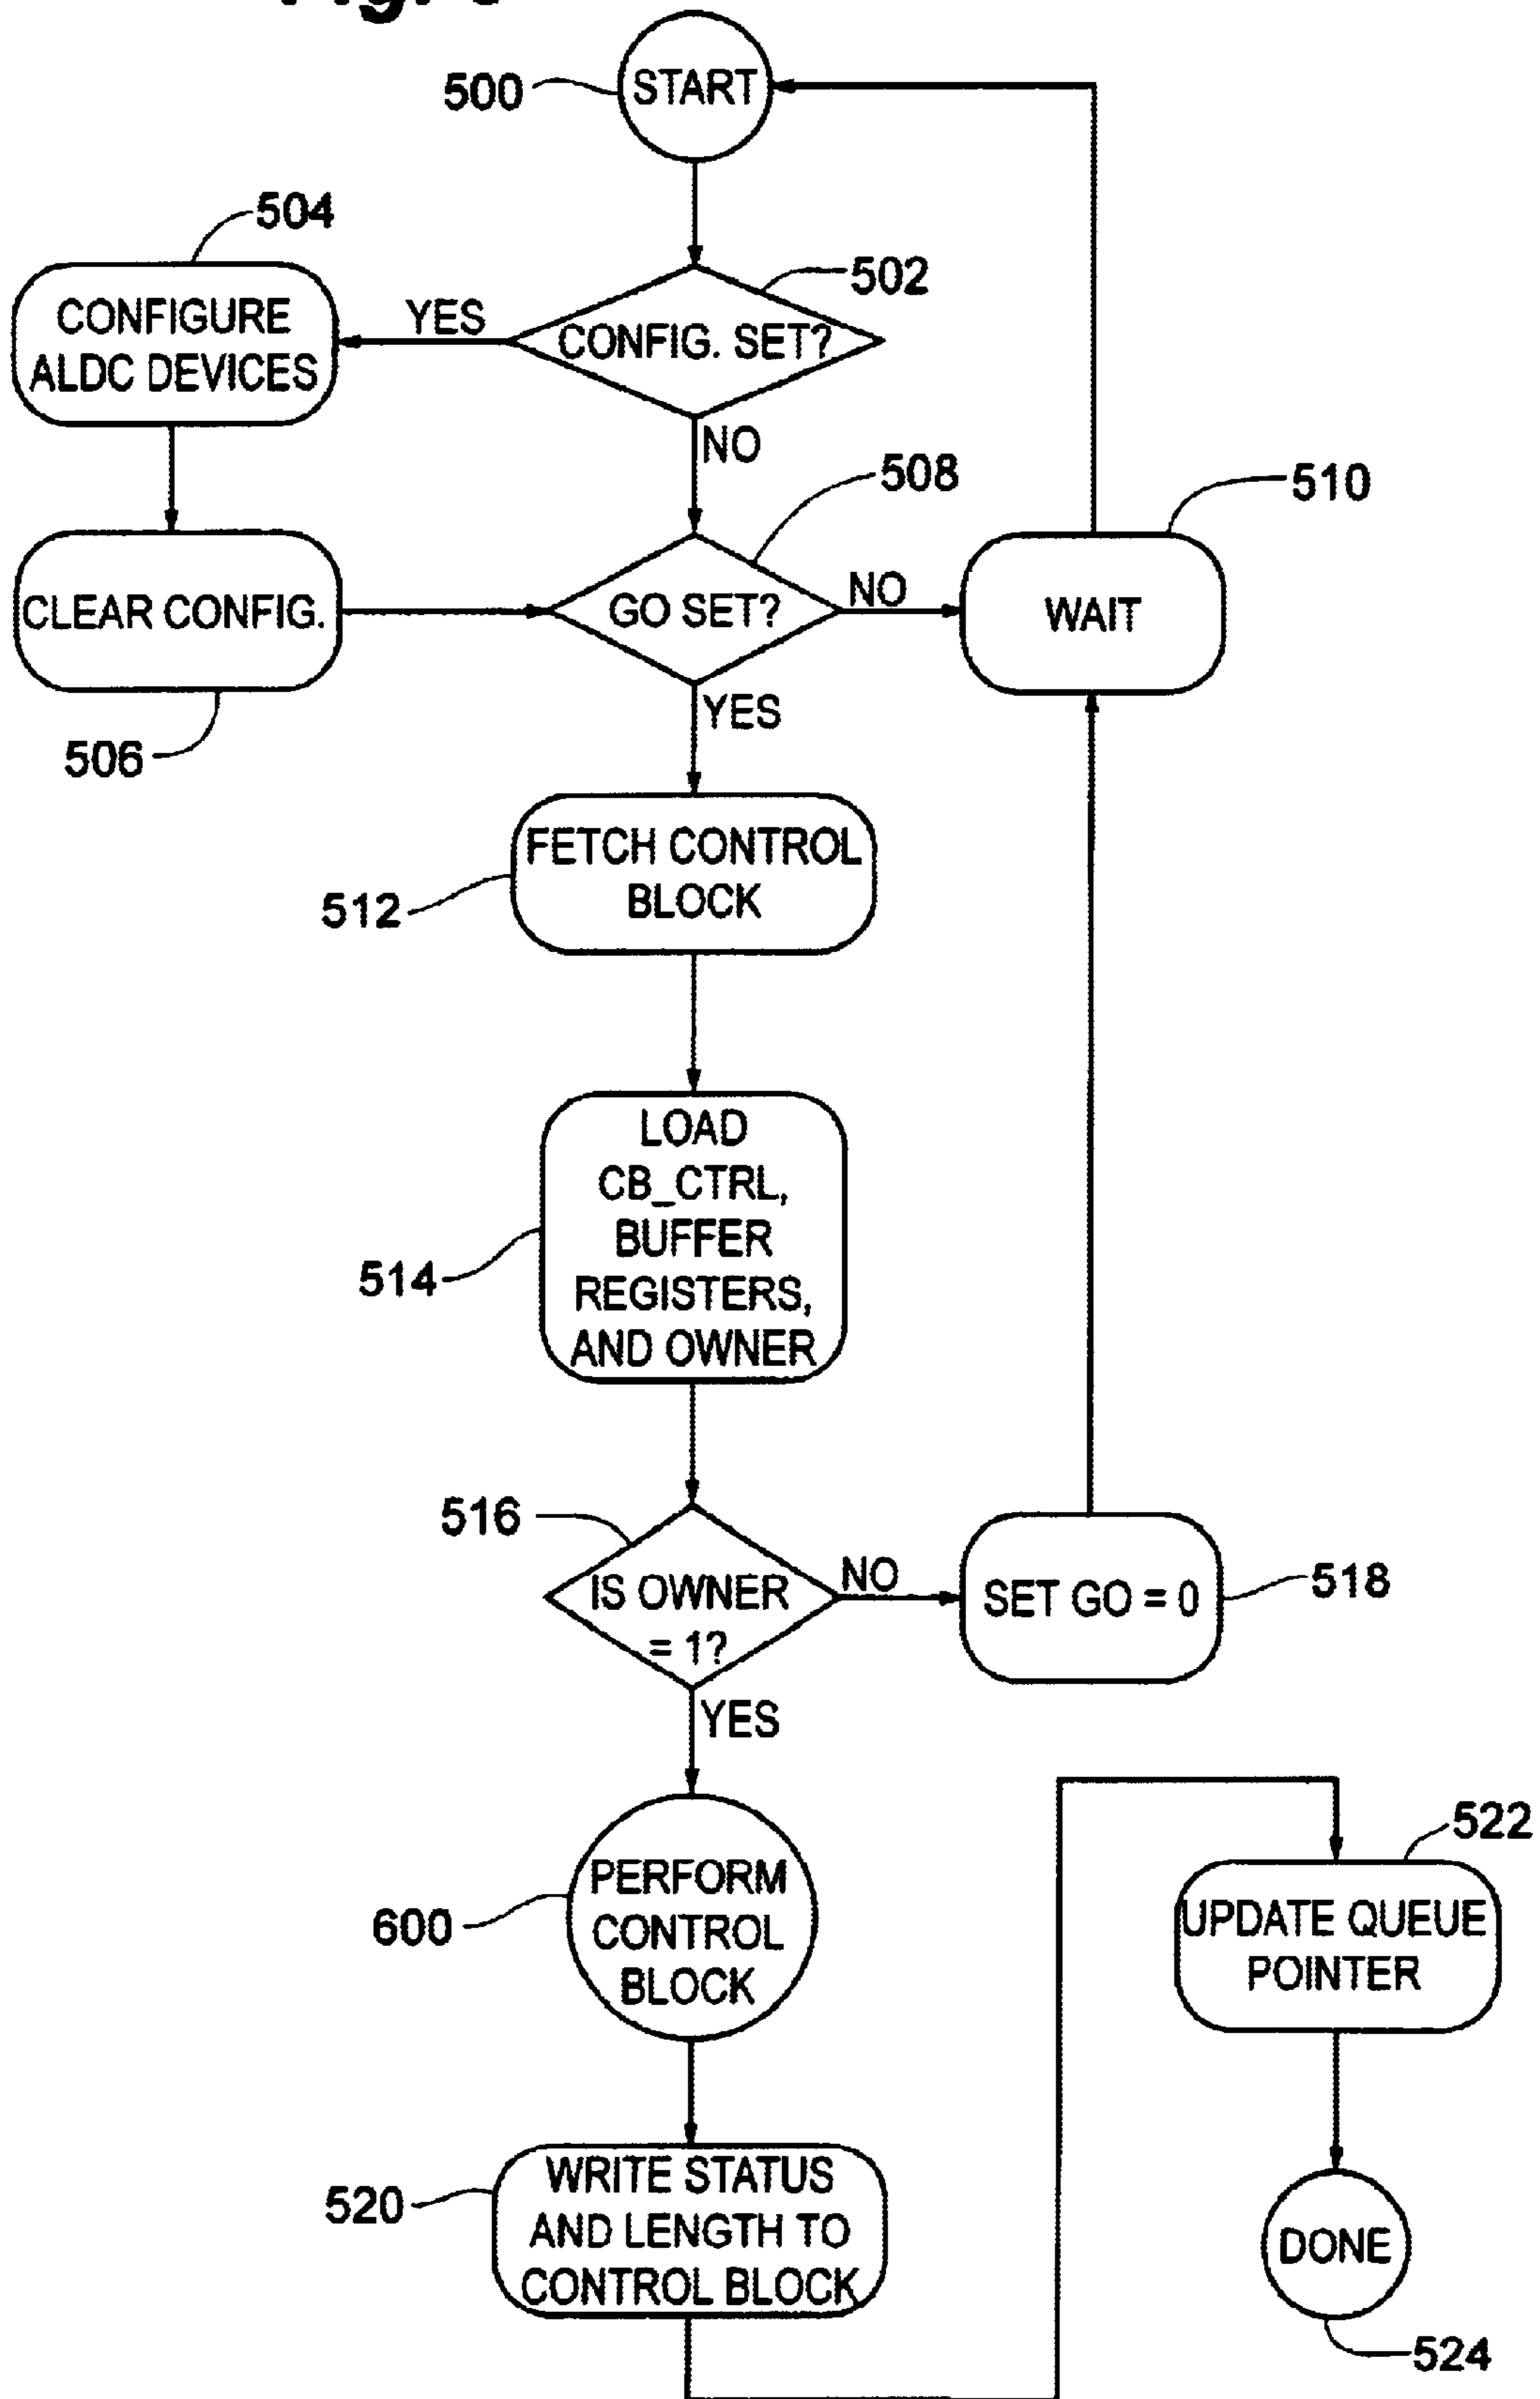 500
START
504
502
CONFIGURE
ALDC DEVICES
YES
CONFIG. SET?
NO
508
510
CLEAR CONFIG.
GO SET?
NO
WAIT
506
YES
FETCH CONTROL
BLOCK
512
LOAD
CB_CTRL,
BUFFER
REGISTERS,
AND OWNER
514
516
IS OWNER
= 1?
NO
SET GO = 0
518
YES
PERFORM
CONTROL
BLOCK
600
522
UPDATE QUEUE
POINTER
WRITE STATUS
AND LENGTH TO
CONTROL BLOCK
520
DONE
524